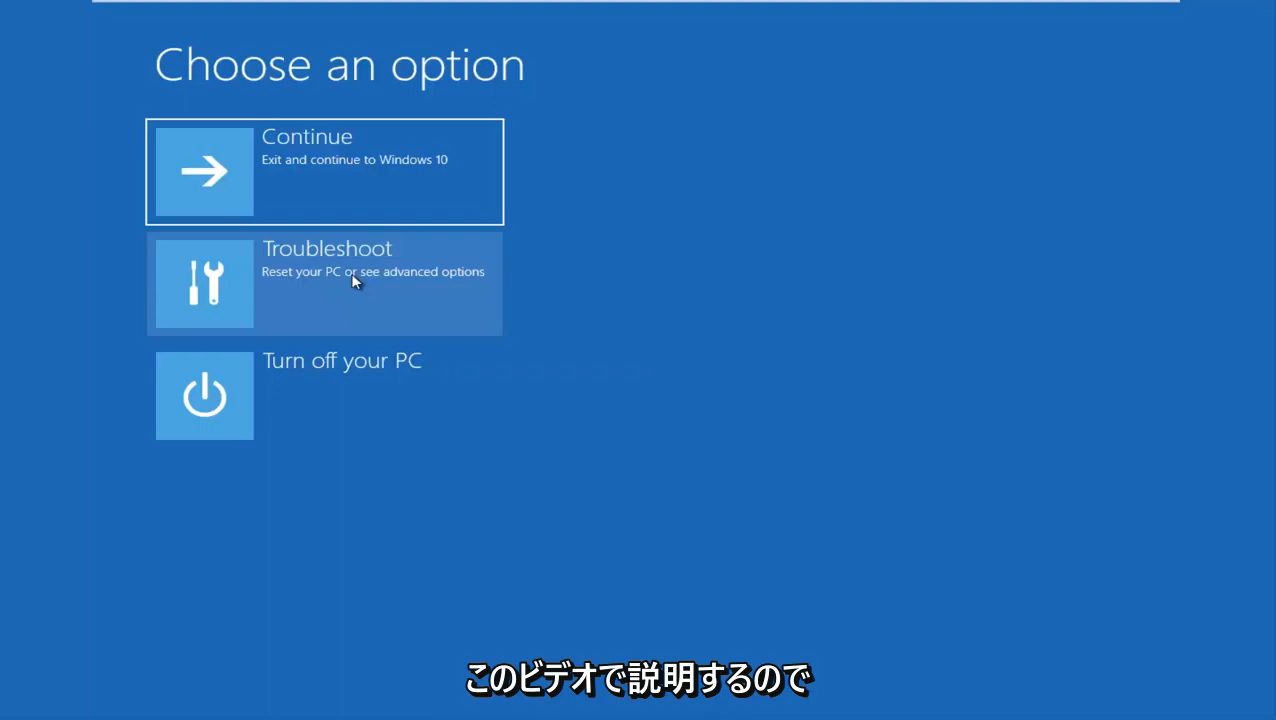 Choose an option
Continue
Exit and continue to Windows 10
Troubleshoot
Reset your PC or see advanced options
Turn off your PC
このビデオで説明するので